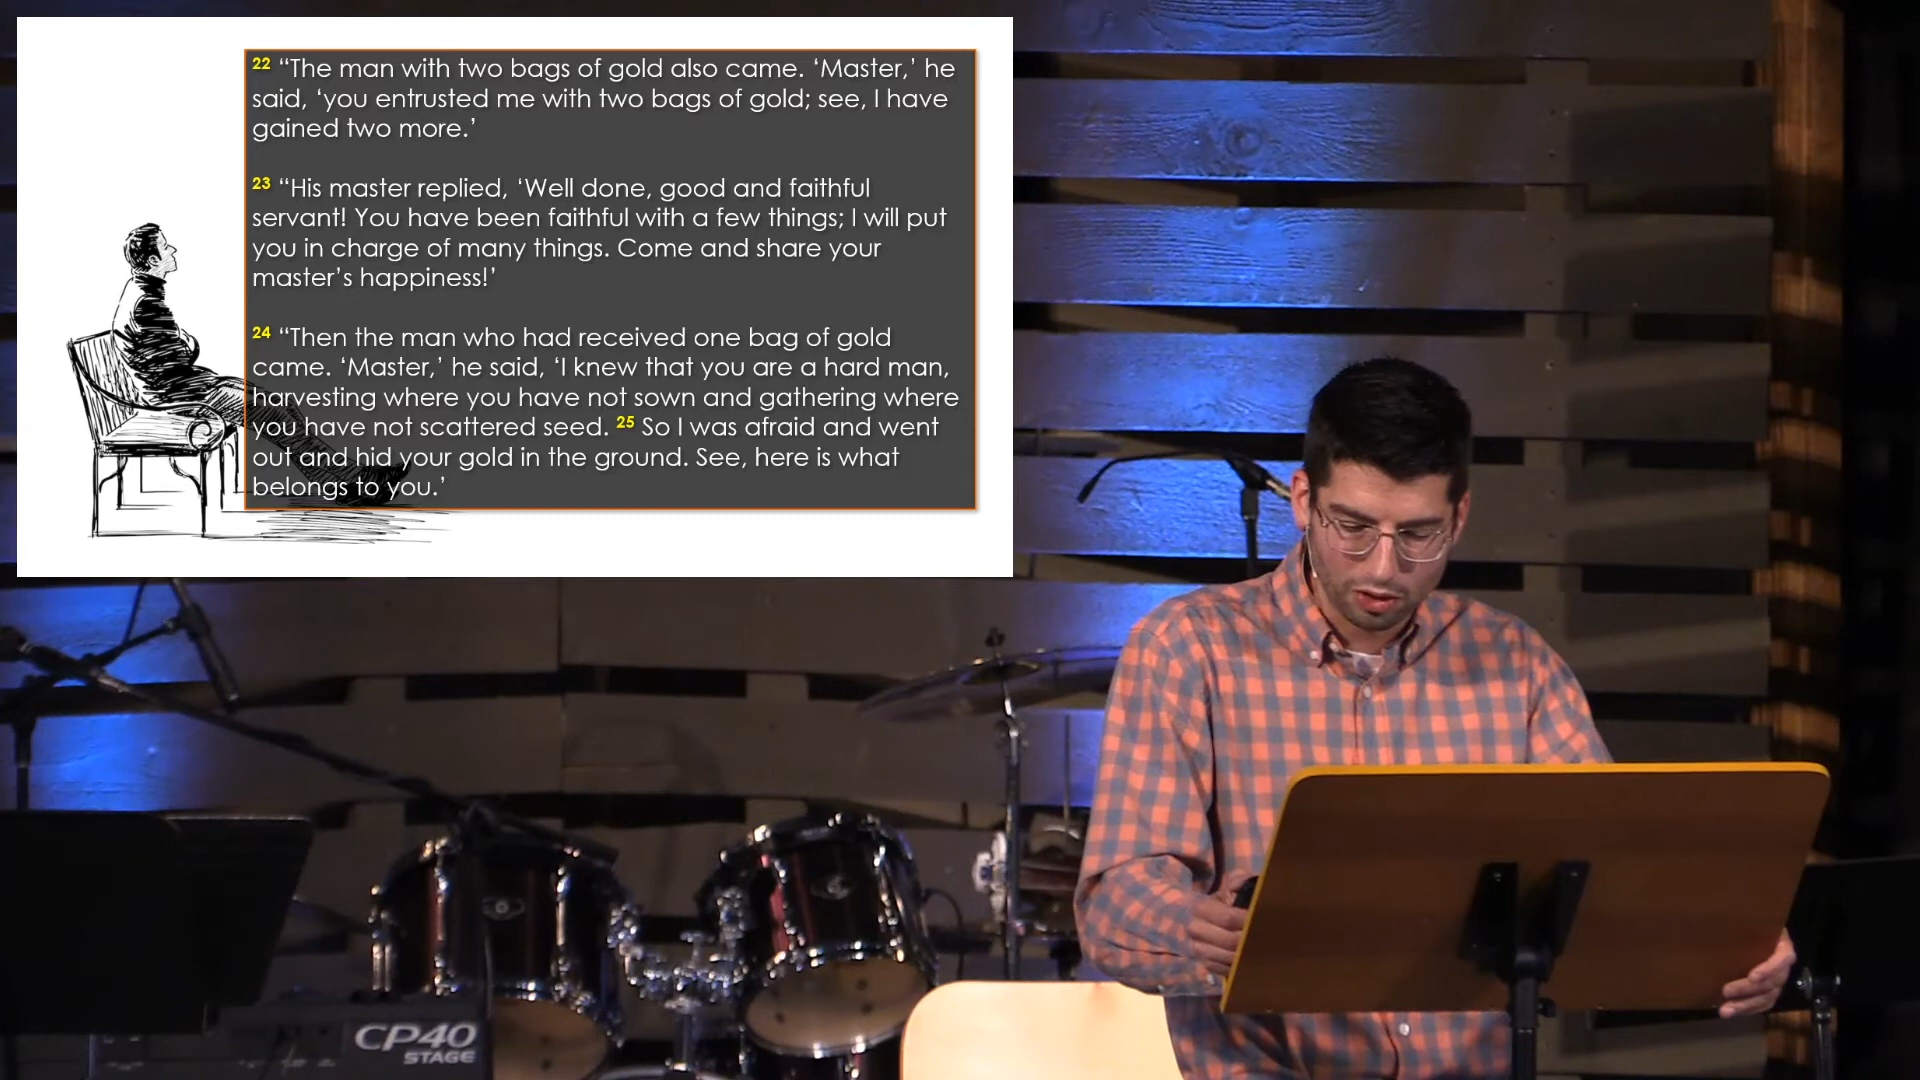 22 “The man with two bags of gold also came. ‘Master,’ he
said, ‘you entrusted me with two bags of gold; see, I have
gained two more.’
23 “His master replied, ‘Well done, good and faithful
servant! You have been faithful with a few things; I will put
you in charge of many things. Come and share your
master’s happiness!’
24 “Then the man who had received one bag of gold
came. ‘Master,’ he said, ‘I knew that you are a hard man,
harvesting where you have not sown and gathering where
you have not scattered seed. 25 So I was afraid and went
out and hid your gold in the ground. See, here is what
belongs to you.’
CP40
STAGE